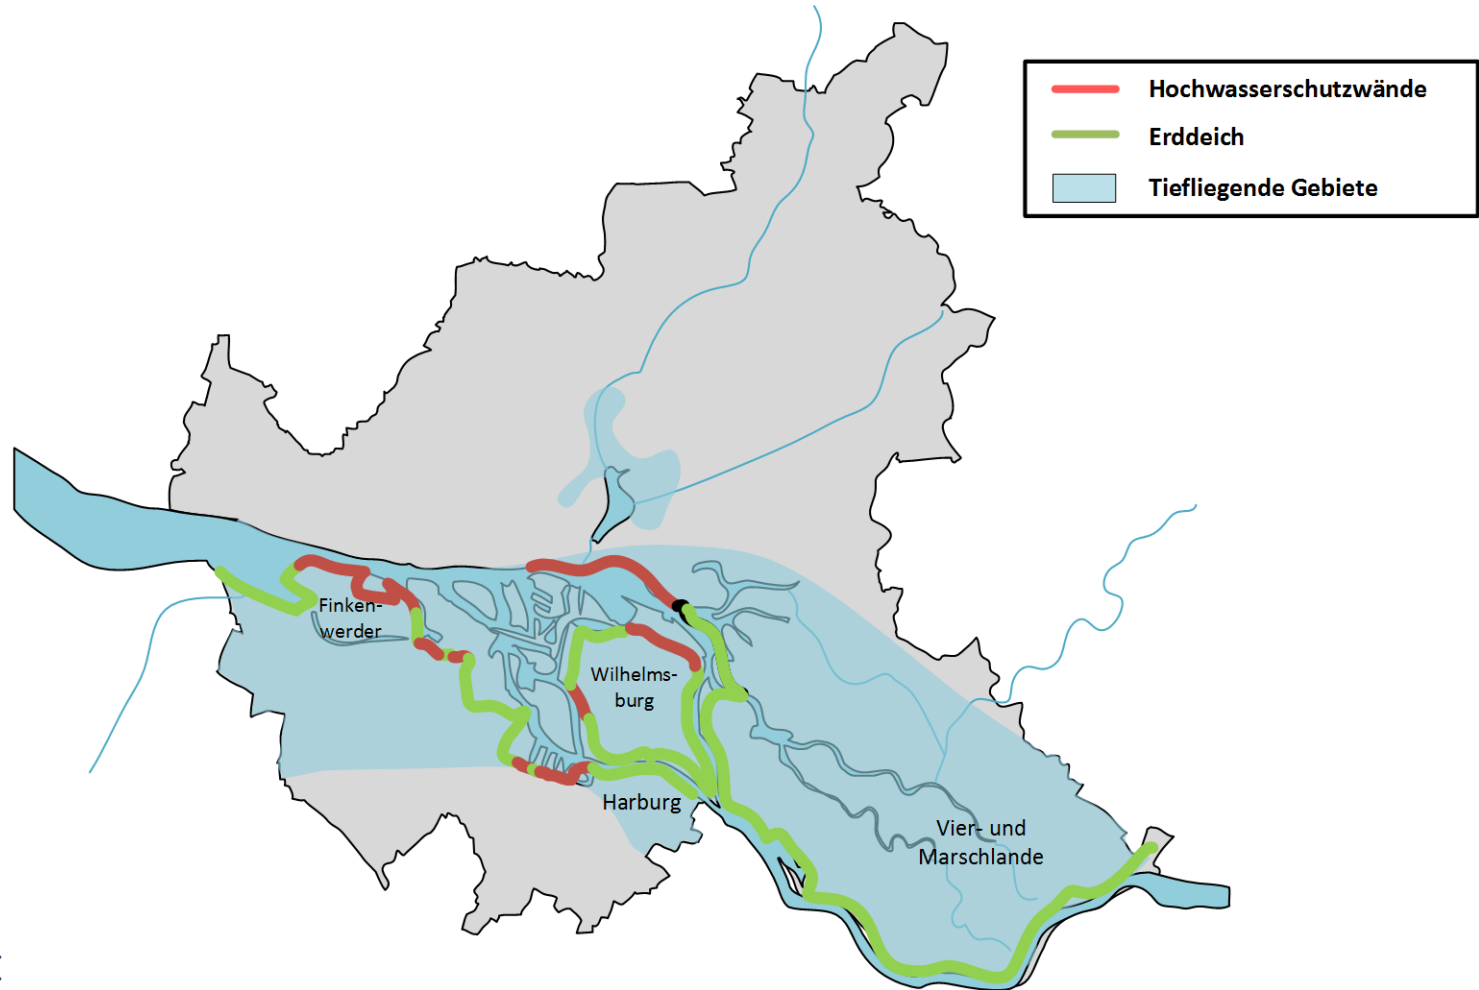 Hochwasserschutzwände
Erddeich
Tiefliegende Gebiete
Finken-
werder
Wilhelms-
burg
Harburg
Vier- und
Marschlande